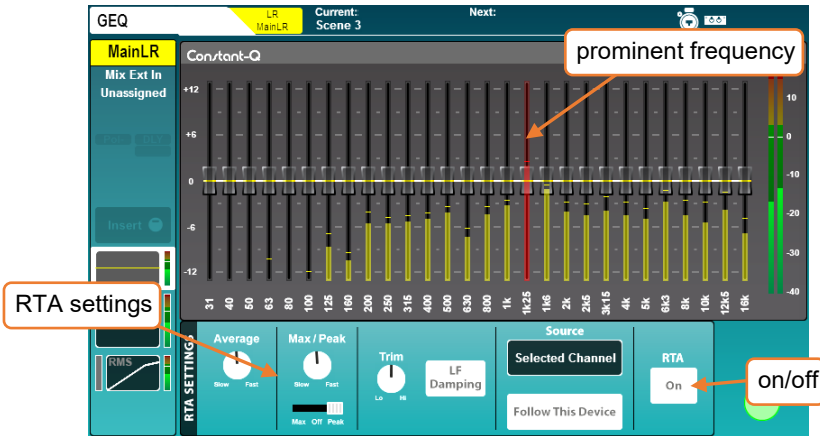 GEQ
LR
MainLR
Current:
Scene 3
Next:
MainLR
Mix Ext In
Unassigned
Constant-Q
prominent frequency
+12
+6
0
-6
-12
10
0
-10
-20
-30
-40
Insert
31 40 50 63 80 100 125 160 200 250 315 400 500 630 800 1k 1k25 1k6 2k 2k5 3k15 4k 5k 6k3 8k 10k 12k5 16k
RTA settings
RMS
RTA SETTINGS
Average
Slow Fast
Max / Peak
Slow Fast
Max Off Peak
Trim
Lo Hi
LF
Damping
Source
Selected Channel
Follow This Device
RTA
On
on/off